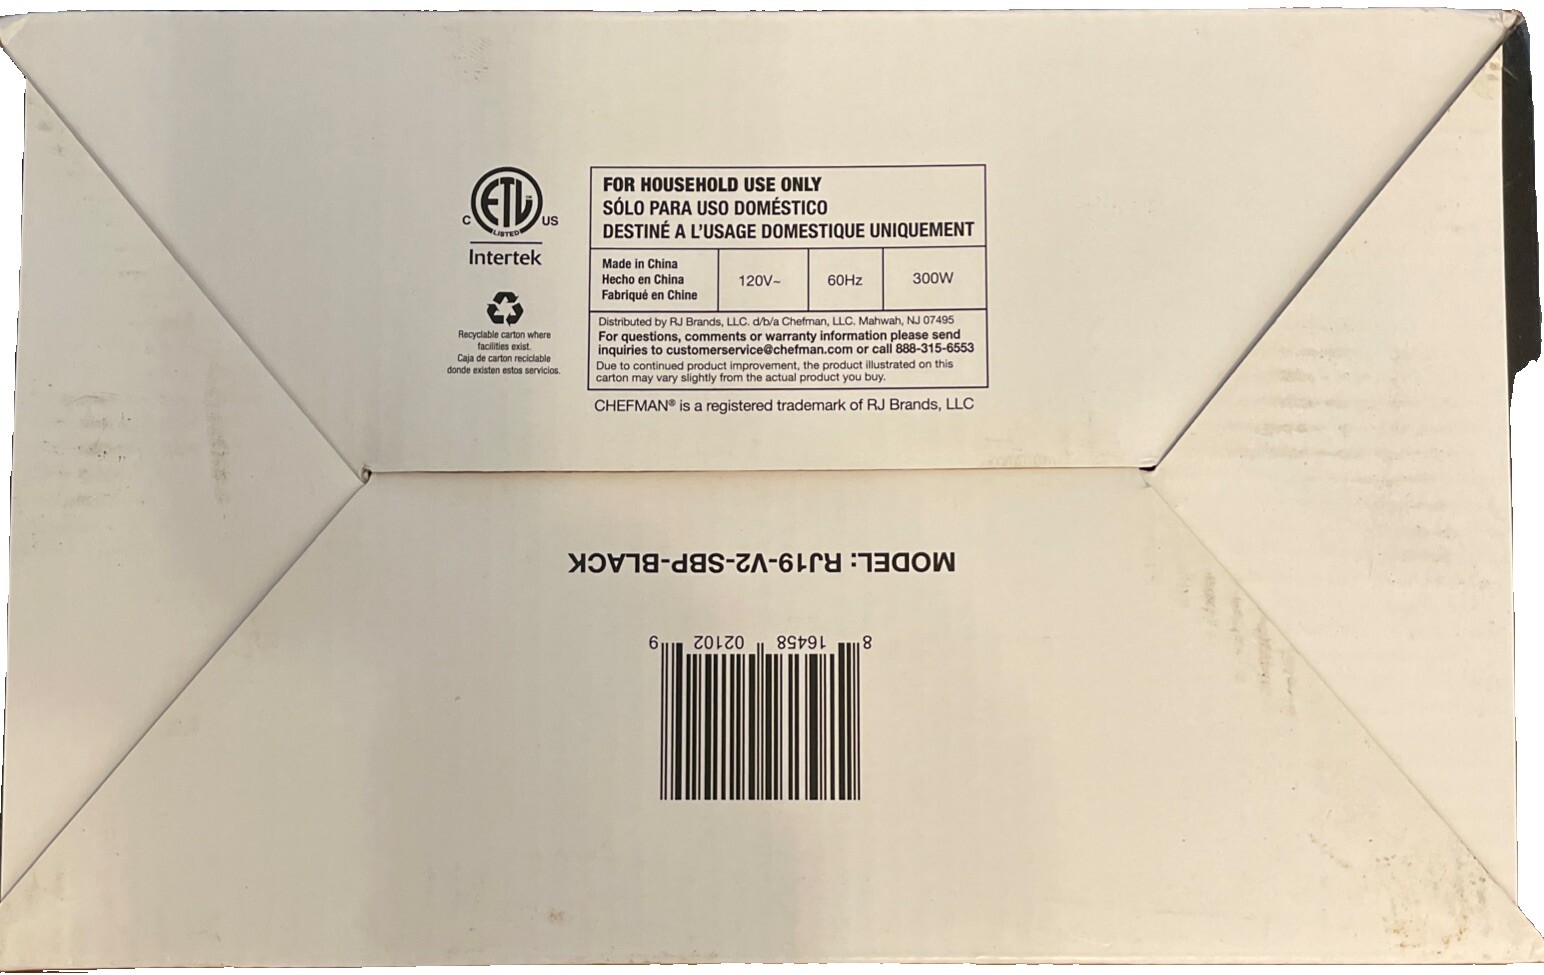 ETL
C US
LISTED
Intertek
Recyclable carton where
facilities exist.
Caja de carton reciclable
donde existen estos servicios.
FOR HOUSEHOLD USE ONLY
SÓLO PARA USO DOMÉSTICO
DESTINÉ A L'USAGE DOMESTIQUE UNIQUEMENT
Made in China
Hecho en China
Fabriqué en Chine
120V~
60Hz
300W
Distributed by RJ Brands, LLC. d/b/a Chefman, LLC. Mahwah, NJ 07495
For questions, comments or warranty information please send
inquiries to customerservice@chefman.com or call 888-315-6553
Due to continued product improvement, the product illustrated on this
carton may vary slightly from the actual product you buy.
CHEFMAN® is a registered trademark of RJ Brands, LLC
MODEL: RJ19-V2-SBP-BLACK
8 16458 02102 9